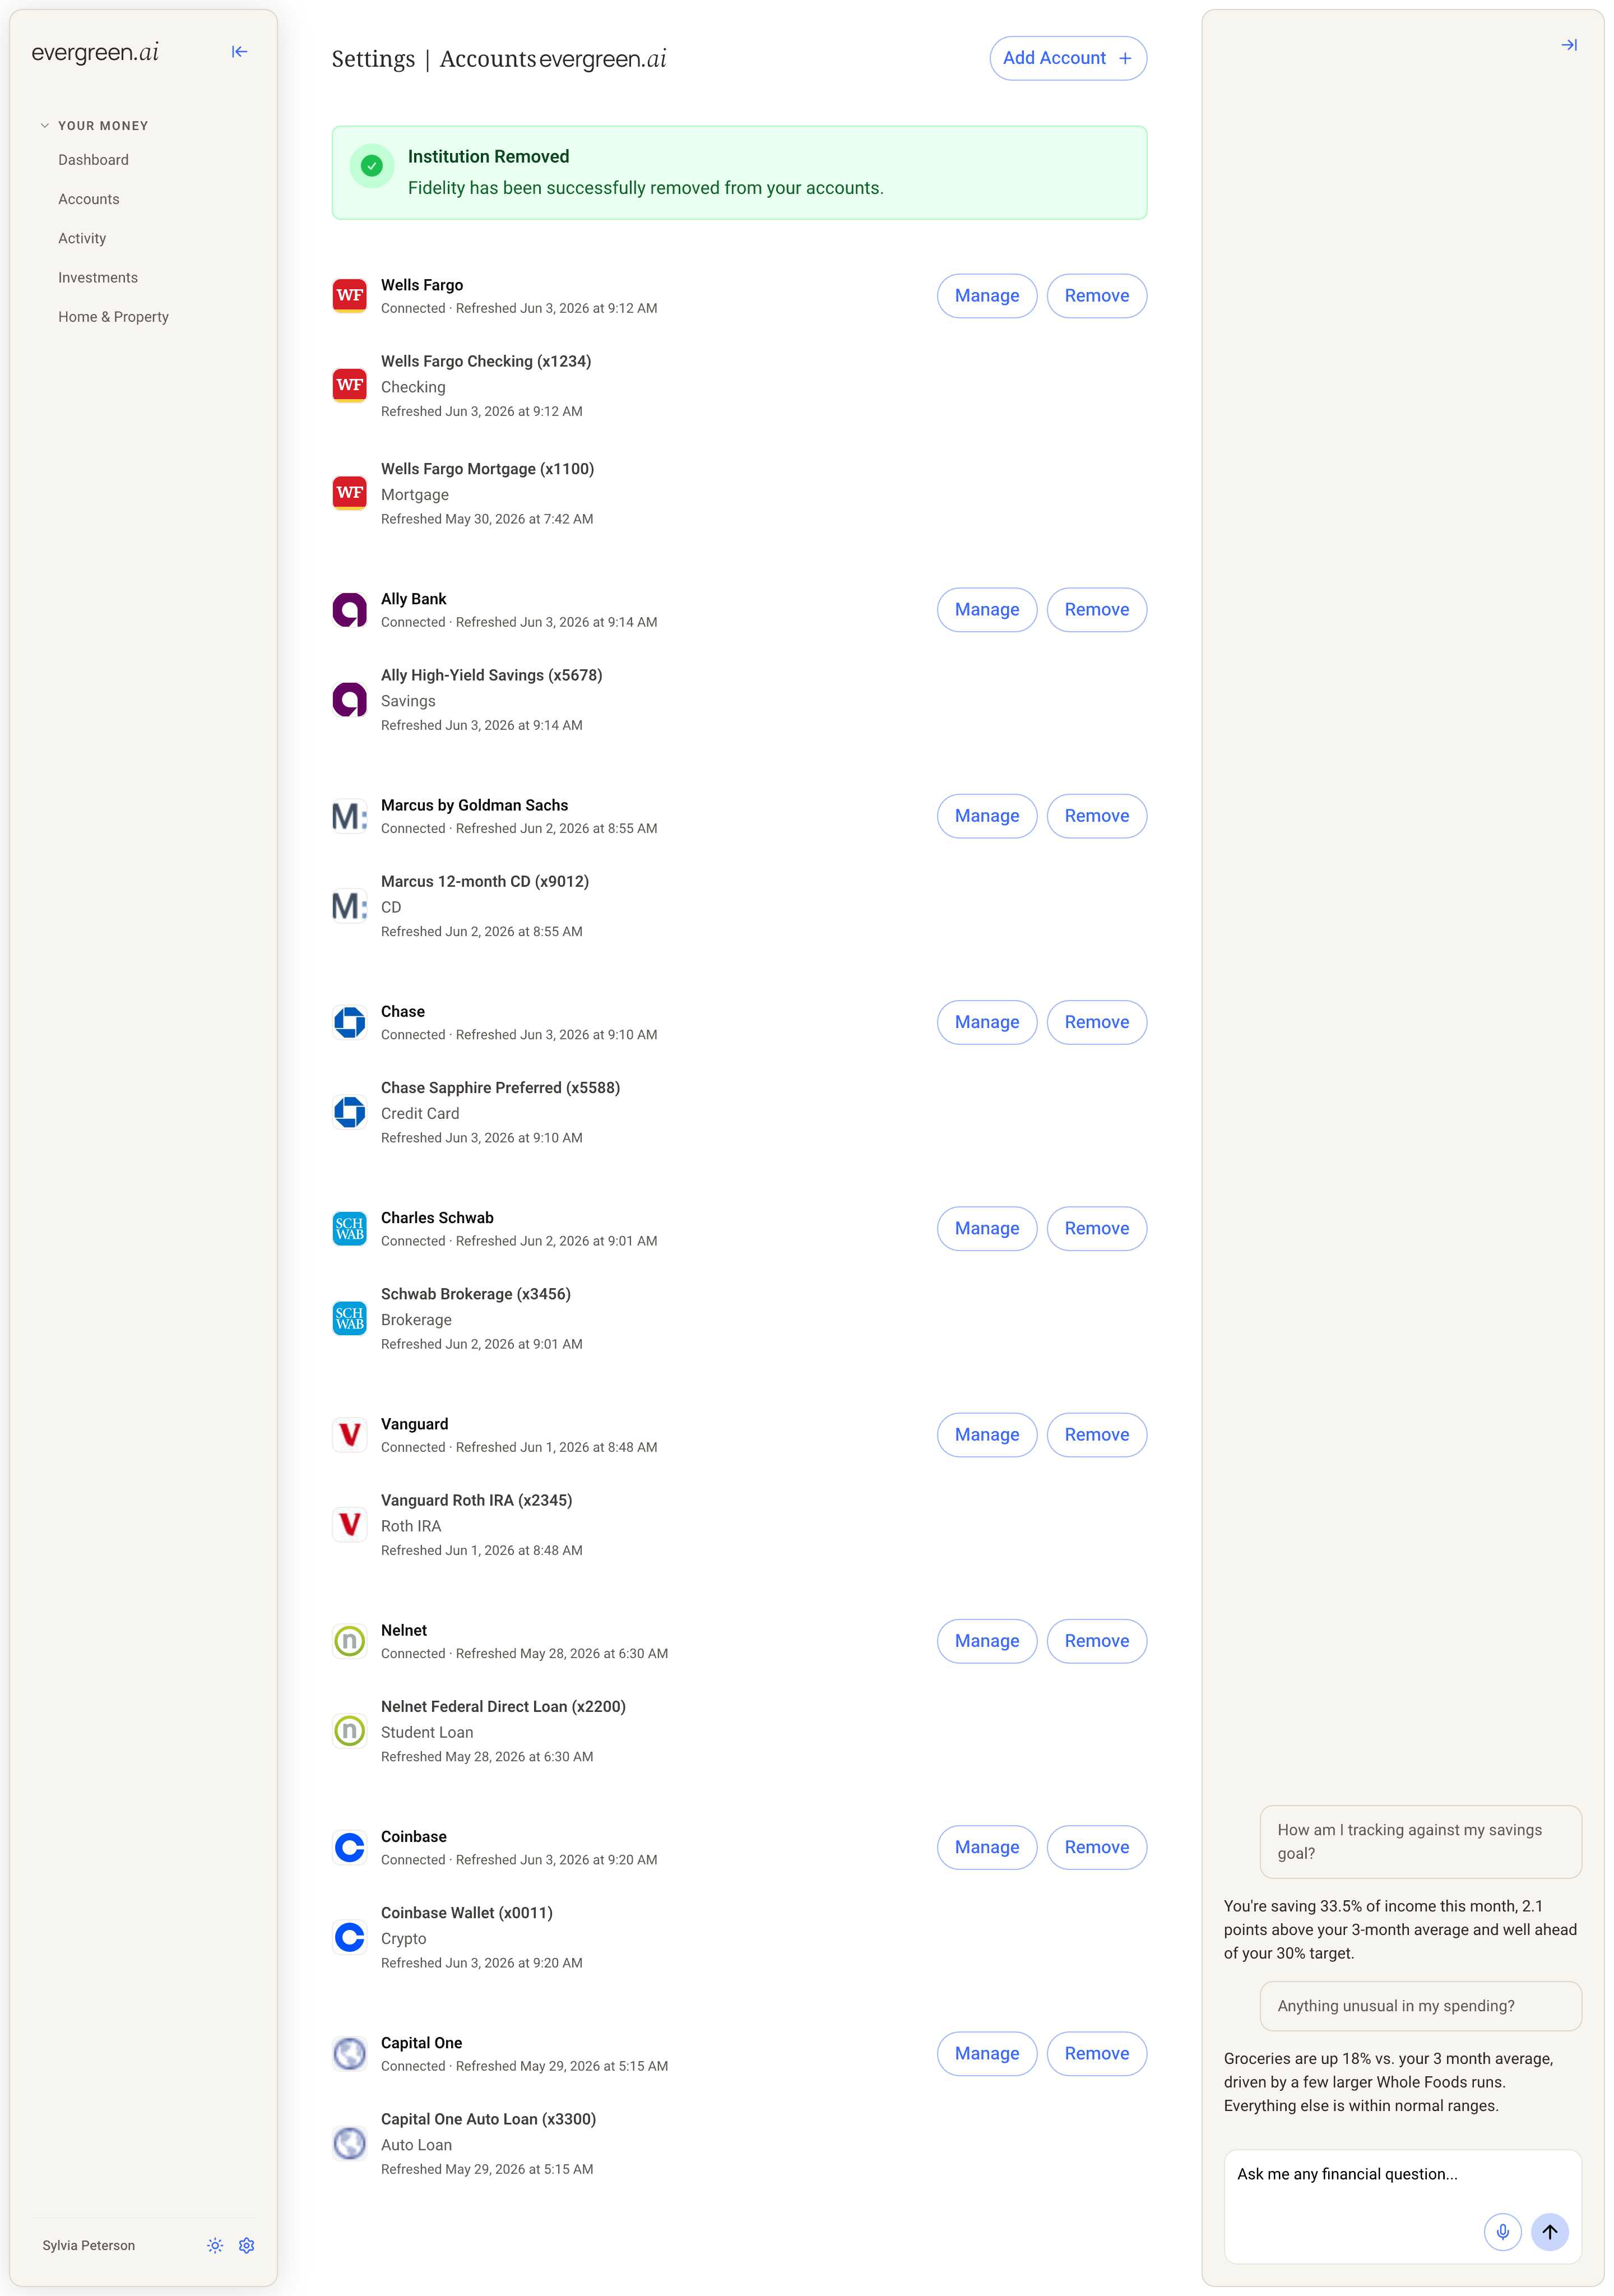 evergreen.ai
YOUR MONEY
Dashboard
Accounts
Activity
Investments
Home & Property
Sylvia Peterson
Settings | Accounts evergreen.ai
Add Account +
Institution Removed
Fidelity has been successfully removed from your accounts.
WF
Wells Fargo
Connected · Refreshed Jun 3, 2026 at 9:12 AM
Manage
Remove
WF
Wells Fargo Checking (x1234)
Checking
Refreshed Jun 3, 2026 at 9:12 AM
WF
Wells Fargo Mortgage (x1100)
Mortgage
Refreshed May 30, 2026 at 7:42 AM
Ally Bank
Connected · Refreshed Jun 3, 2026 at 9:14 AM
Manage
Remove
Ally High-Yield Savings (x5678)
Savings
Refreshed Jun 3, 2026 at 9:14 AM
M:
Marcus by Goldman Sachs
Connected · Refreshed Jun 2, 2026 at 8:55 AM
Manage
Remove
M:
Marcus 12-month CD (x9012)
CD
Refreshed Jun 2, 2026 at 8:55 AM
Chase
Connected · Refreshed Jun 3, 2026 at 9:10 AM
Manage
Remove
Chase Sapphire Preferred (x5588)
Credit Card
Refreshed Jun 3, 2026 at 9:10 AM
SCH
WAB
Charles Schwab
Connected · Refreshed Jun 2, 2026 at 9:01 AM
Manage
Remove
SCH
WAB
Schwab Brokerage (x3456)
Brokerage
Refreshed Jun 2, 2026 at 9:01 AM
V
Vanguard
Connected · Refreshed Jun 1, 2026 at 8:48 AM
Manage
Remove
V
Vanguard Roth IRA (x2345)
Roth IRA
Refreshed Jun 1, 2026 at 8:48 AM
n
Nelnet
Connected · Refreshed May 28, 2026 at 6:30 AM
Manage
Remove
n
Nelnet Federal Direct Loan (x2200)
Student Loan
Refreshed May 28, 2026 at 6:30 AM
Coinbase
Connected · Refreshed Jun 3, 2026 at 9:20 AM
Manage
Remove
Coinbase Wallet (x0011)
Crypto
Refreshed Jun 3, 2026 at 9:20 AM
Capital One
Connected · Refreshed May 29, 2026 at 5:15 AM
Manage
Remove
Capital One Auto Loan (x3300)
Auto Loan
Refreshed May 29, 2026 at 5:15 AM
How am I tracking against my savings
goal?
You're saving 33.5% of income this month, 2.1
points above your 3-month average and well ahead
of your 30% target.
Anything unusual in my spending?
Groceries are up 18% vs. your 3 month average,
driven by a few larger Whole Foods runs.
Everything else is within normal ranges.
Ask me any financial question...